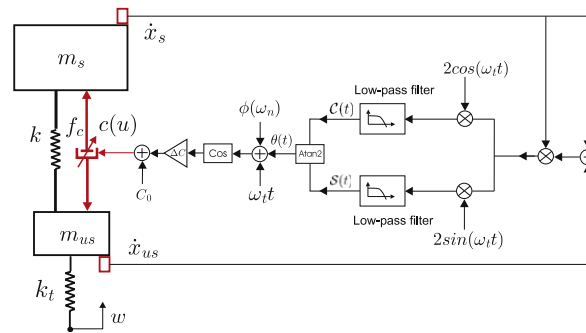 ẋ_s
m_s
2cos(ω_t t)
Low-pass filter
ϕ(ω_n)
C(t)
k
f_c
c(u)
θ(t)
Cos
ΔC
Atan2
C_0
ω_t t
S(t)
m_us
Low-pass filter
2sin(ω_t t)
ẋ_us
k_t
w